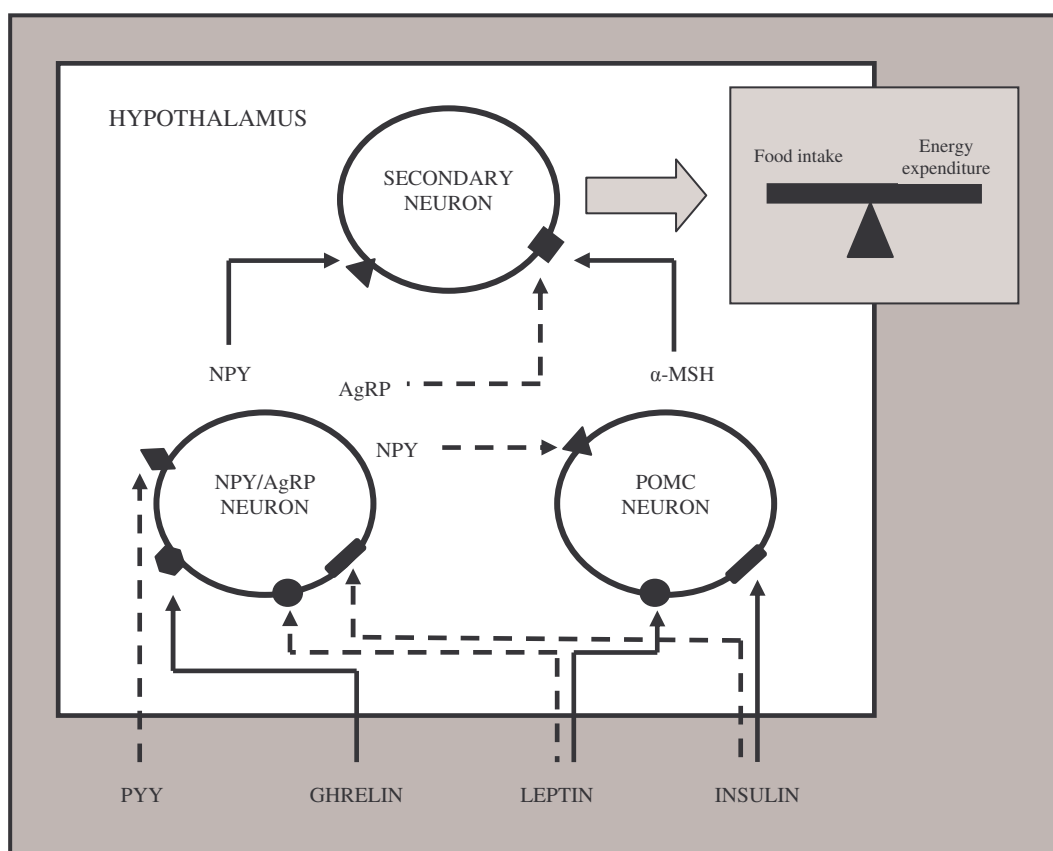 HYPOTHALAMUS
SECONDARY
NEURON
Food intake
Energy
expenditure
NPY
AgRP
α-MSH
NPY
NPY/AgRP
NEURON
POMC
NEURON
PYY
GHRELIN
LEPTIN
INSULIN